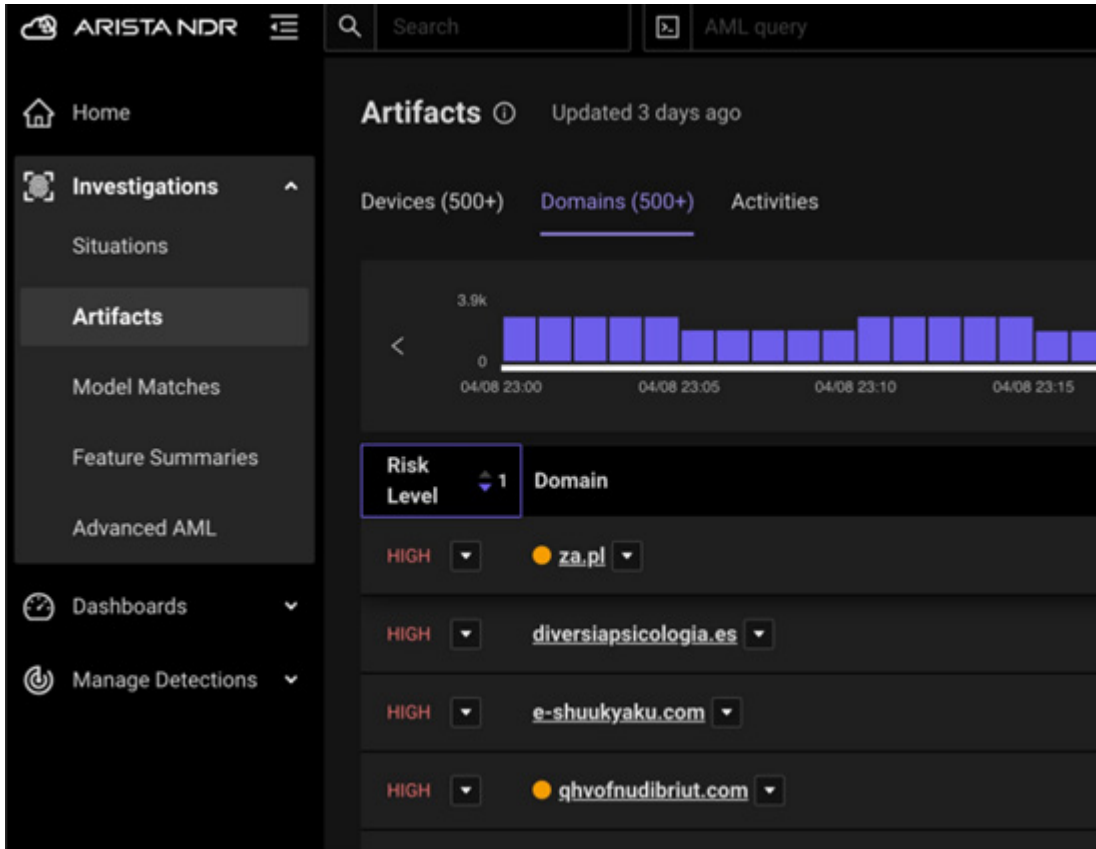 ARISTA NDR
Search
AML query
Home
Investigations
Situations
Artifacts
Model Matches
Feature Summaries
Advanced AML
Dashboards
Manage Detections
Artifacts Updated 3 days ago
Devices (500+) Domains (500+) Activities
3.9k
0
04/08 23:00 04/08 23:05 04/08 23:10 04/08 23:15
Risk Level 1 Domain
HIGH za.pl
HIGH diversiapsicologia.es
HIGH e-shuukyaku.com
HIGH qhvofnudibriut.com